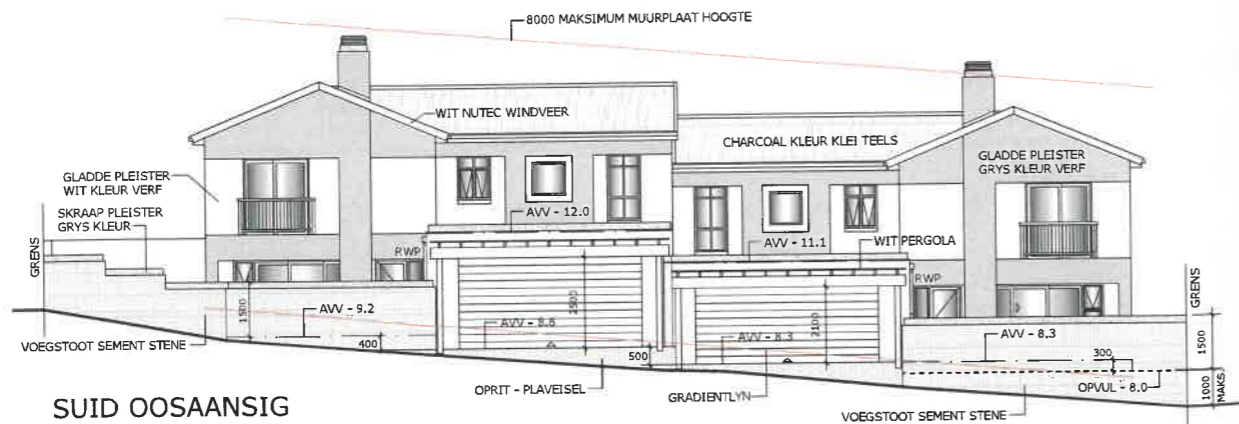 8000 MAKSIMUM MUURPLAAT HOOGTE
WIT NUTEC WINDVEER
CHARCOAL KLEUR KLEI TEELS
GLADDE PLEISTER
GRYS KLEUR VERF
GLADDE PLEISTER
WIT KLEUR VERF
SKRAAP PLEISTER
GRYS KLEUR
AVV - 12.0
AVV - 11.1
WIT PERGOLA
GRENS
RWP
RWP
GRENS
1500
AVV - 9.2
2500
2100
AVV - 8.3
AVV - 8.3
300
1500
VOEGSTOOT SEMENT STENE
400
500
OPRIT - PLAVEISEL
GRADIENTLYN
OPVUL - 8.0
1000
MAKS.
SUID OOSAANSIG
VOEGSTOOT SEMENT STENE